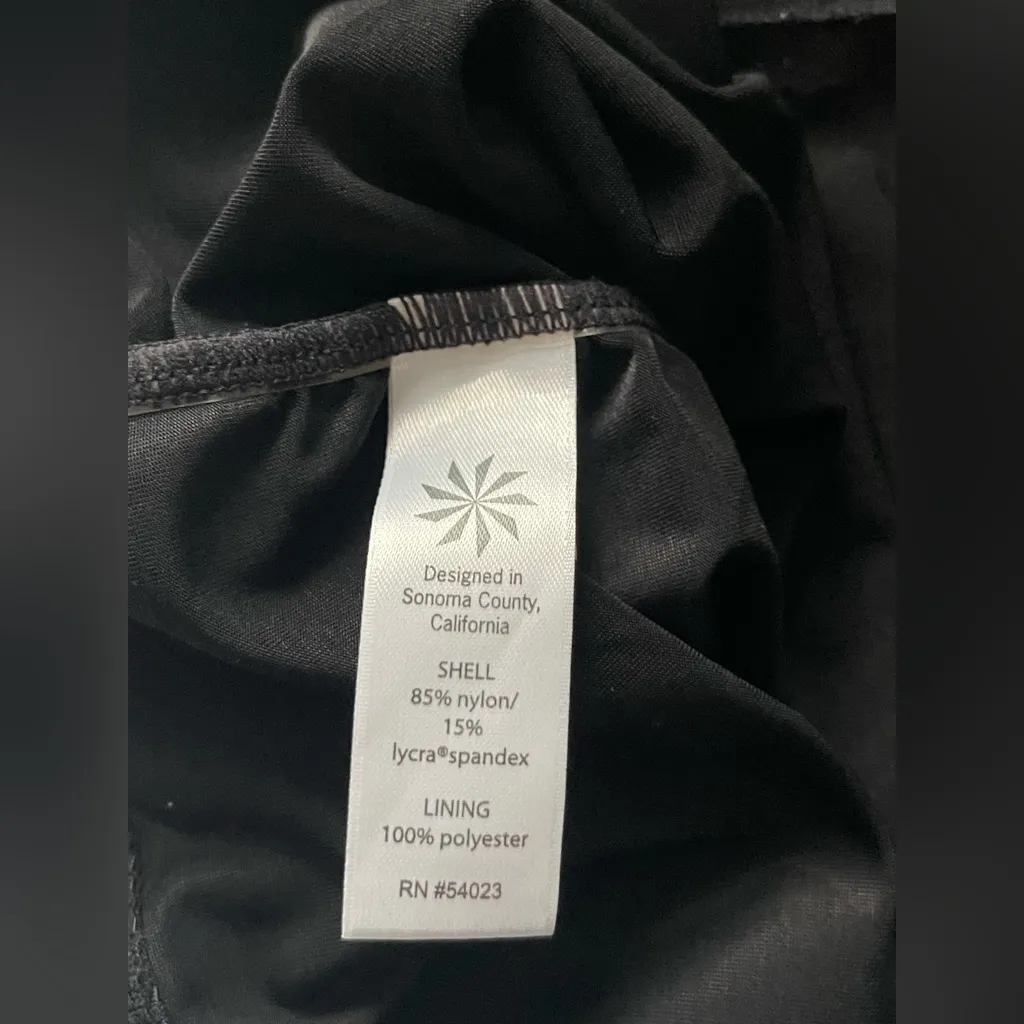 Designed in
Sonoma County,
California
SHELL
85% nylon/
15%
lycra®spandex
LINING
100% polyester
RN #54023